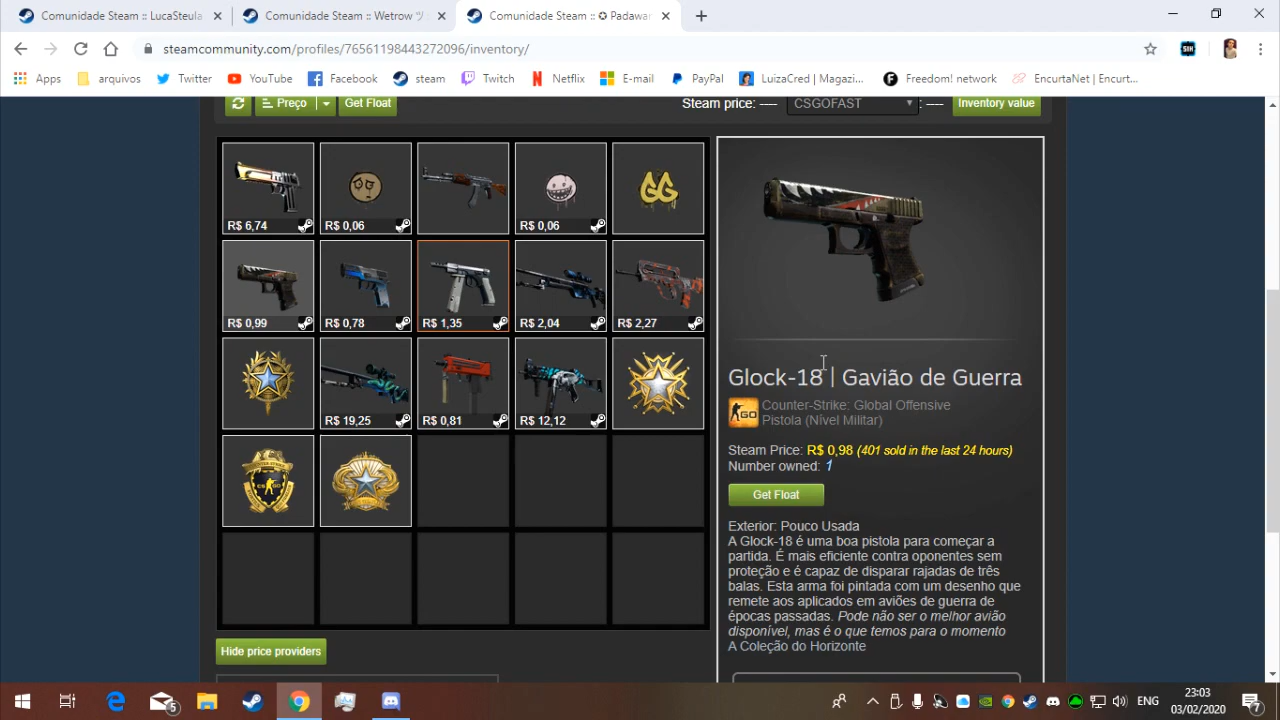 Comunidade Steam :: LucaSteula
Comunidade Steam :: Wetrow ツ
Comunidade Steam :: ✪ Padawa
steamcommunity.com/profiles/76561198443272096/inventory/
SIH
Apps
arquivos
Twitter
YouTube
Facebook
steam
Twitch
Netflix
E-mail
PayP
LuizaCred | Magazi...
Freedom! network
EncurtaNet | Encurt...
Preço
Get Float
Steam price: ----
CSGOFAST
: ----
Inventory value
R$ 6,74
R$ 0,06
R$ 0,06
GG
R$ 0,99
R$ 0,78
R$ 1,35
R$ 2,04
R$ 2,27
R$ 19,25
R$ 0,81
R$ 12,12
Glock-18 | Gavião de Guerra
GO
Counter-Strike: Global Offensive
Pistola (Nível Militar)
Steam Price: R$ 0,98 (401 sold in the last 24 hours)
Number owned: 1
Get Float
Exterior: Pouco Usada
A Glock-18 é uma boa pistola para começar a
partida. É mais eficiente contra oponentes sem
proteção e é capaz de disparar rajadas de três
balas. Esta arma foi pintada com um desenho que
remete aos aplicados em aviões de guerra de
épocas passadas. Pode não ser o melhor avião
disponível, mas é o que temos para o momento
A Coleção do Horizonte
Hide price providers
5
ENG
23:03
03/02/2020
7